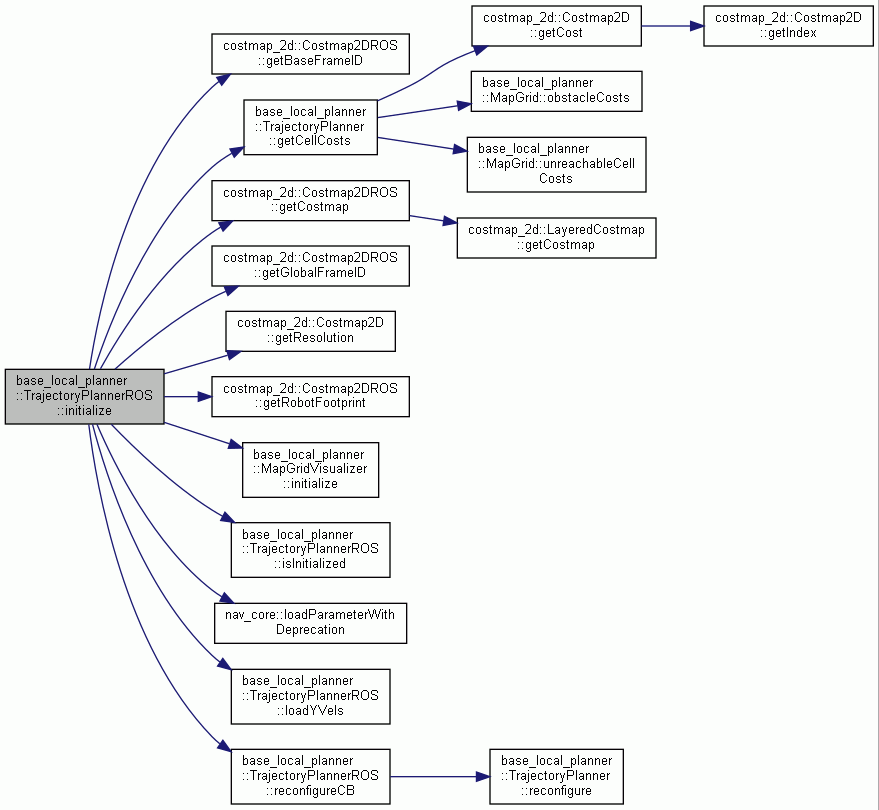 base_local_planner
::TrajectoryPlannerROS
::initialize
costmap_2d::Costmap2DROS
::getBaseFrameID
base_local_planner
::TrajectoryPlanner
::getCellCosts
costmap_2d::Costmap2D
::getCost
costmap_2d::Costmap2D
::getIndex
base_local_planner
::MapGrid::obstacleCosts
base_local_planner
::MapGrid::unreachableCell
Costs
costmap_2d::Costmap2DROS
::getCostmap
costmap_2d::LayeredCostmap
::getCostmap
costmap_2d::Costmap2DROS
::getGlobalFrameID
costmap_2d::Costmap2D
::getResolution
costmap_2d::Costmap2DROS
::getRobotFootprint
base_local_planner
::MapGridVisualizer
::initialize
base_local_planner
::TrajectoryPlannerROS
::isInitialized
nav_core::loadParameterWith
Deprecation
base_local_planner
::TrajectoryPlannerROS
::loadYVels
base_local_planner
::TrajectoryPlannerROS
::reconfigureCB
base_local_planner
::TrajectoryPlanner
::reconfigure